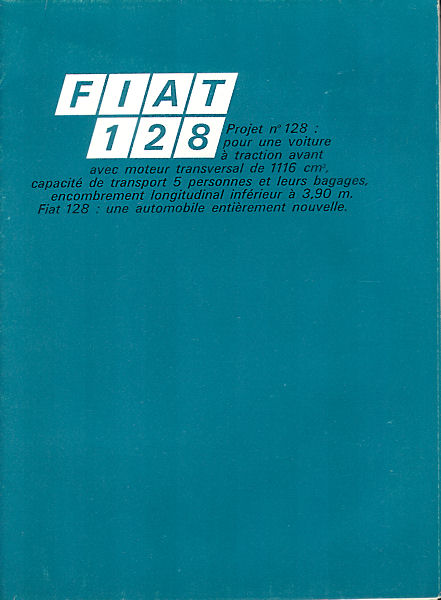 FIAT
128
Projet n° 128 :
pour une voiture
à traction avant
avec moteur transversal de 1116 cm³,
capacité de transport 5 personnes et leurs bagages,
encombrement longitudinal inférieur à 3,90 m.
Fiat 128 : une automobile entièrement nouvelle.